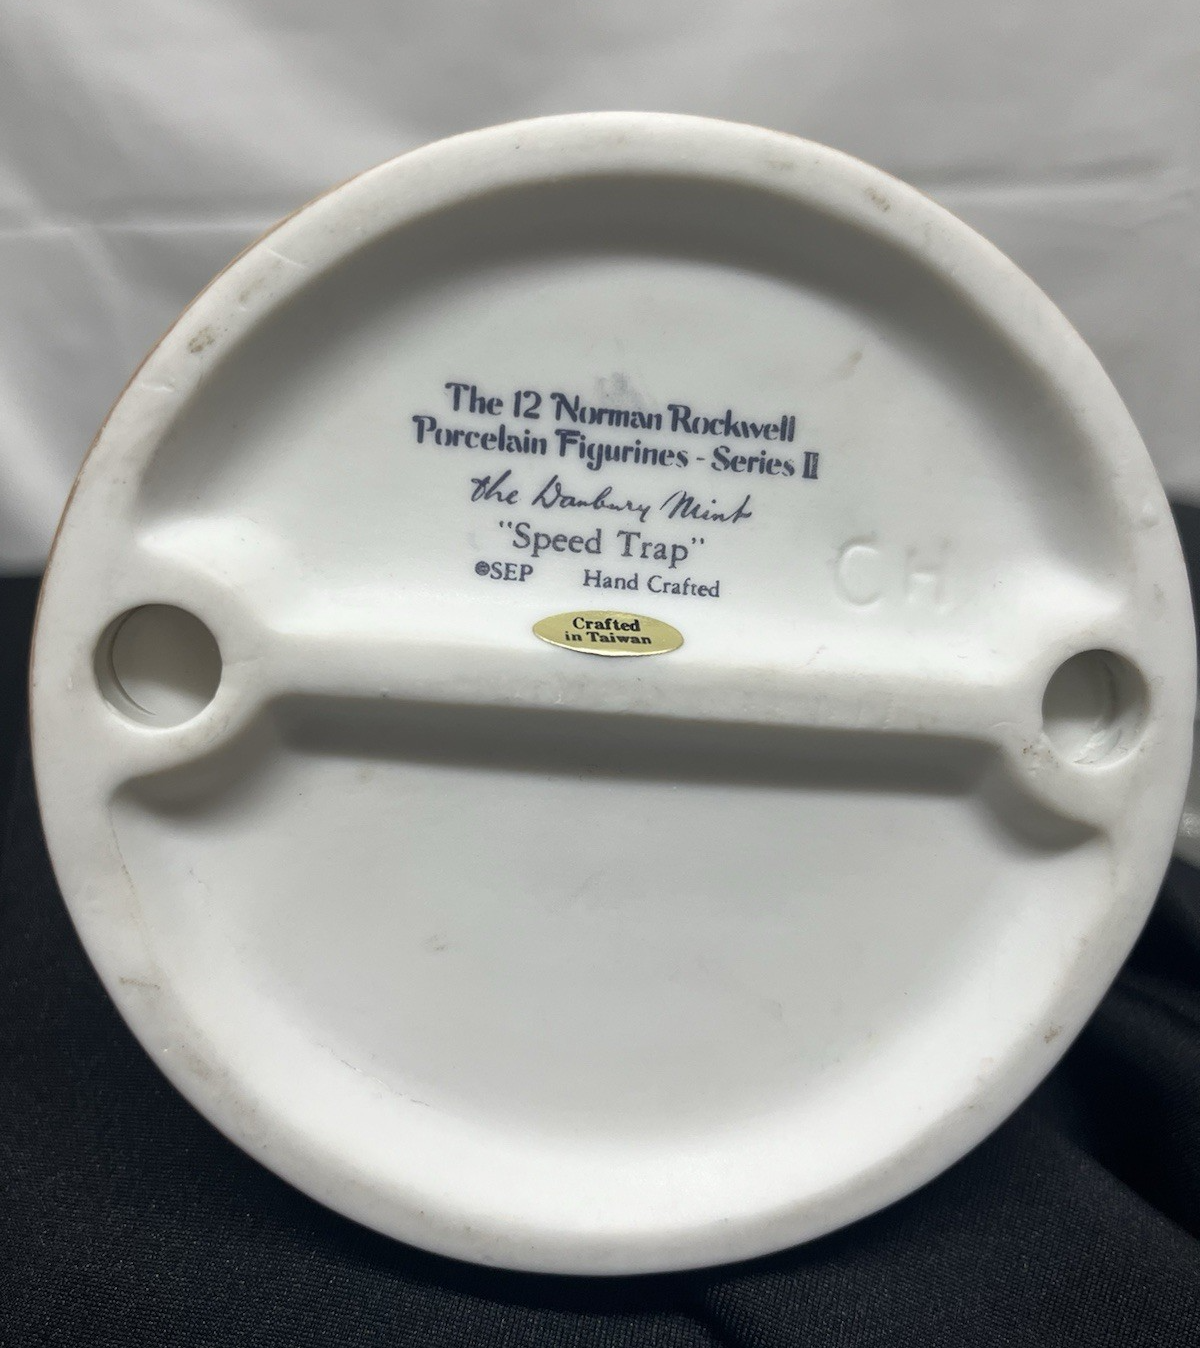 The 12 Norman Rockwell
Porcelain Figurines - Series II
the Danbury Mint
"Speed Trap"
©SEP Hand Crafted
CH
Crafted
in Taiwan